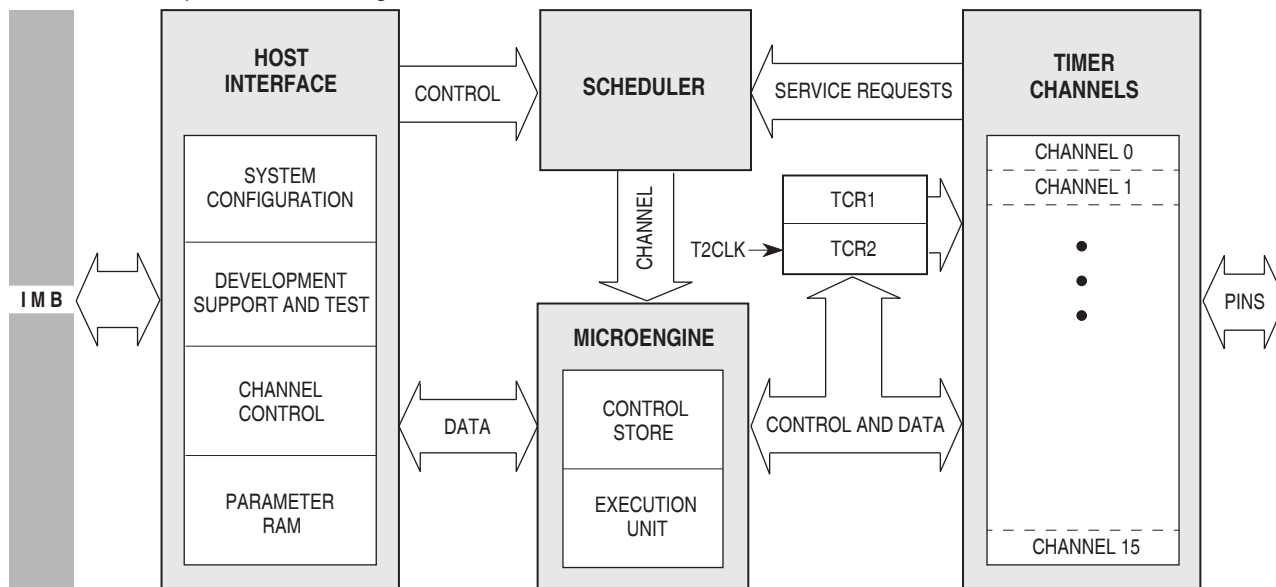 I M B
HOST
INTERFACE
SYSTEM
CONFIGURATION
DEVELOPMENT
SUPPORT AND TEST
CHANNEL
CONTROL
PARAMETER
RAM
CONTROL
DATA
SCHEDULER
CHANNEL
MICROENGINE
CONTROL
STORE
EXECUTION
UNIT
SERVICE REQUESTS
TCR1
T2CLK
TCR2
CONTROL AND DATA
TIMER
CHANNELS
CHANNEL 0
CHANNEL 1
CHANNEL 15
PINS